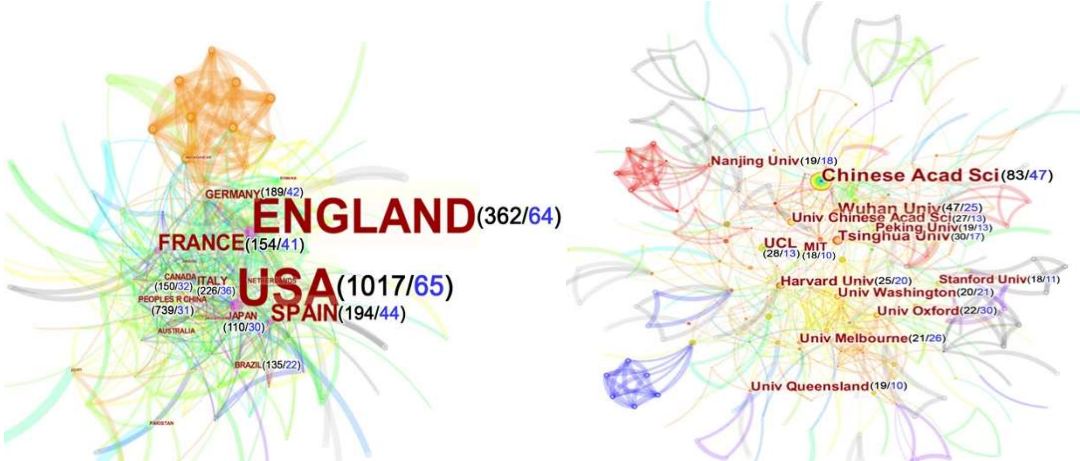 GERMANY(189/42)
ENGLAND(362/64)
FRANCE(154/41)
CANADA
(150/32)
ITALY
(226/36)
NETHERLANDS
USA(1017/65)
PEOPLES R CHINA
(739/31)
JAPAN
(110/30)
SPAIN(194/44)
AUSTRALIA
BRAZIL(135/22)
PAKISTAN
Nanjing Univ(19/18)
Chinese Acad Sci(83/47)
Wuhan Univ(47/25)
Univ Chinese Acad Sci(27/13)
Peking Univ(19/13)
Tsinghua Univ(30/17)
UCL
(28/13)
MIT
(18/10)
Harvard Univ(25/20)
Stanford Univ(18/11)
Univ Washington(20/21)
Univ Oxford(22/30)
Univ Melbourne(21/26)
Univ Queensland(19/10)